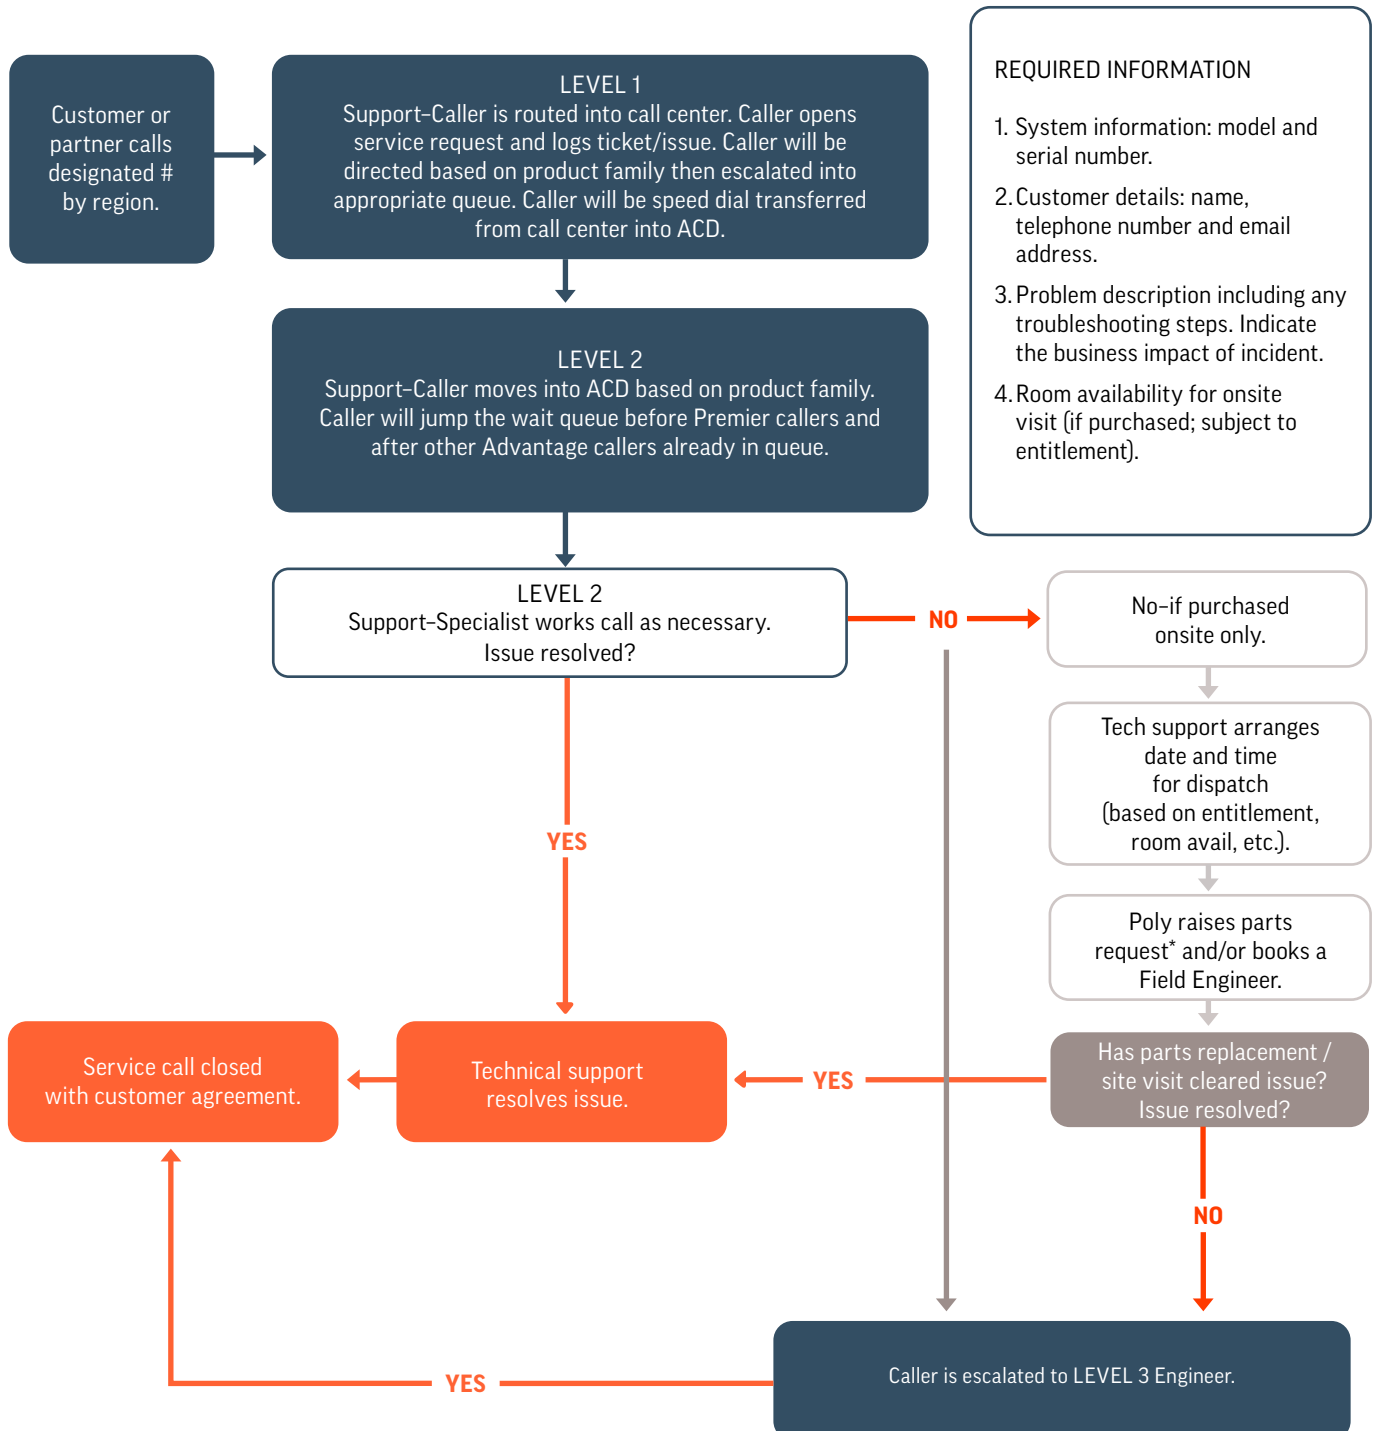 Customer or
partner calls
designated #
by region.
LEVEL 1
Support–Caller is routed into call center. Caller opens
service request and logs ticket/issue. Caller will be
directed based on product family then escalated into
appropriate queue. Caller will be speed dial transferred
from call center into ACD.
REQUIRED INFORMATION
1. System information: model and
serial number.
2. Customer details: name,
telephone number and email
address.
3. Problem description including any
troubleshooting steps. Indicate
the business impact of incident.
4. Room availability for onsite
visit (if purchased; subject to
entitlement).
LEVEL 2
Support–Caller moves into ACD based on product family.
Caller will jump the wait queue before Premier callers and
after other Advantage callers already in queue.
LEVEL 2
Support–Specialist works call as necessary.
Issue resolved?
NO
No–if purchased
onsite only.
Tech support arranges
date and time
for dispatch
(based on entitlement,
room avail, etc.).
YES
Poly raises parts
request* and/or books a
Field Engineer.
Service call closed
with customer agreement.
Technical support
resolves issue.
YES
Has parts replacement /
site visit cleared issue?
Issue resolved?
NO
YES
Caller is escalated to LEVEL 3 Engineer.